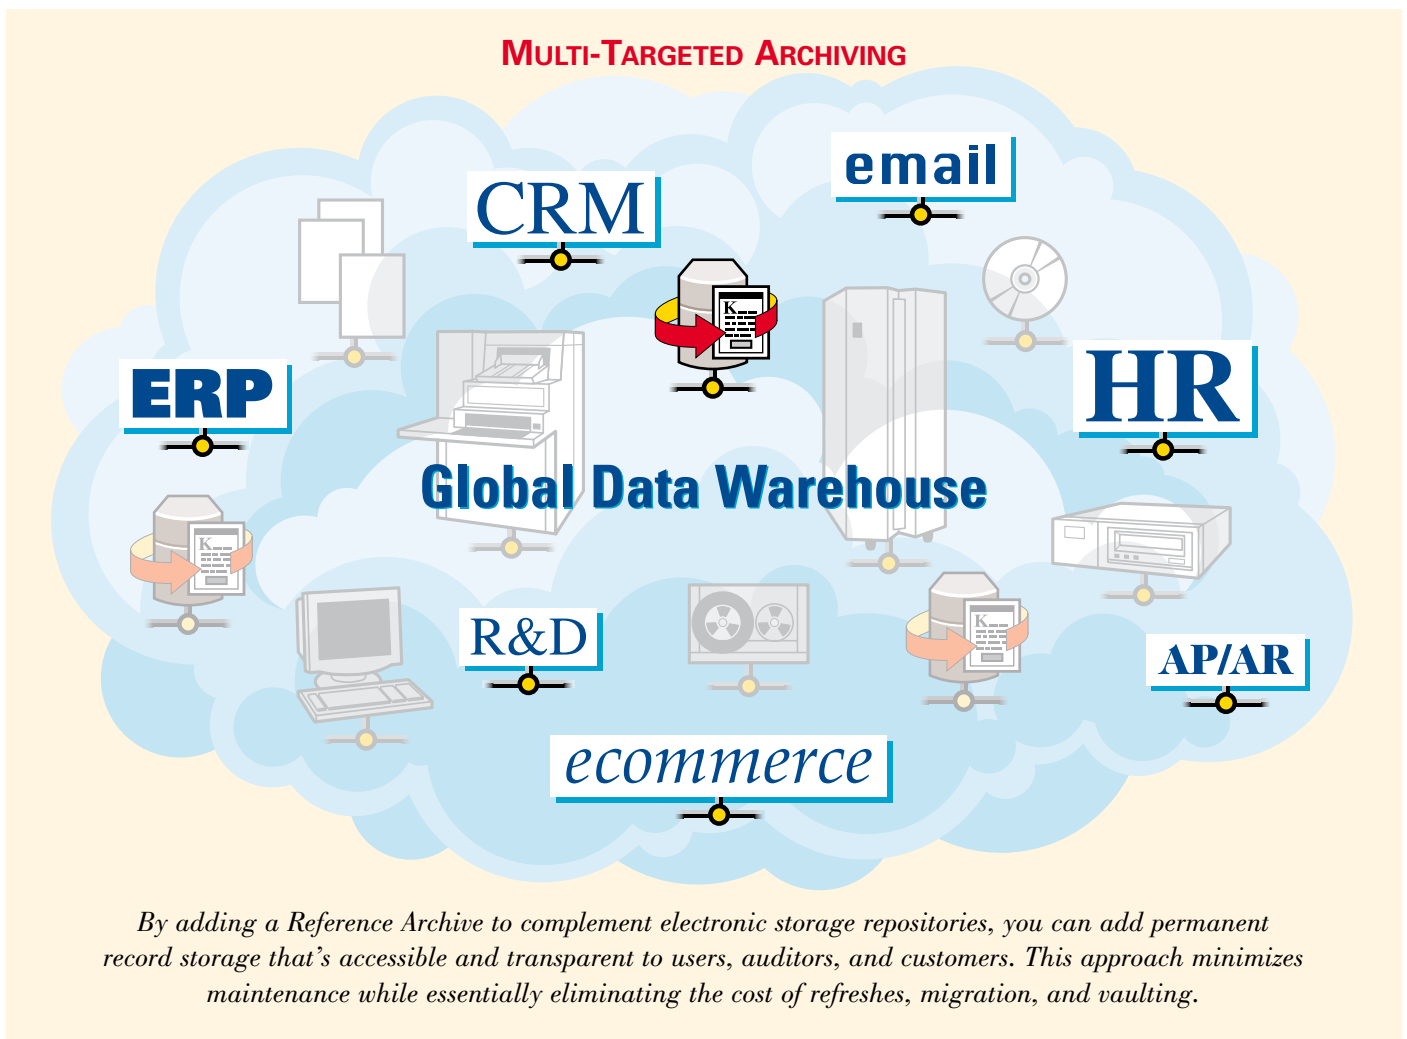 MULTI-TARGETED ARCHIVING
email
CRM
K
HR
ERP
Global Data Warehouse
K
K
R&D
AP/AR
ecommerce
By adding a Reference Archive to complement electronic storage repositories, you can add permanent
record storage that's accessible and transparent to users, auditors, and customers. This approach minimizes
maintenance while essentially eliminating the cost of refreshes, migration, and vaulting.